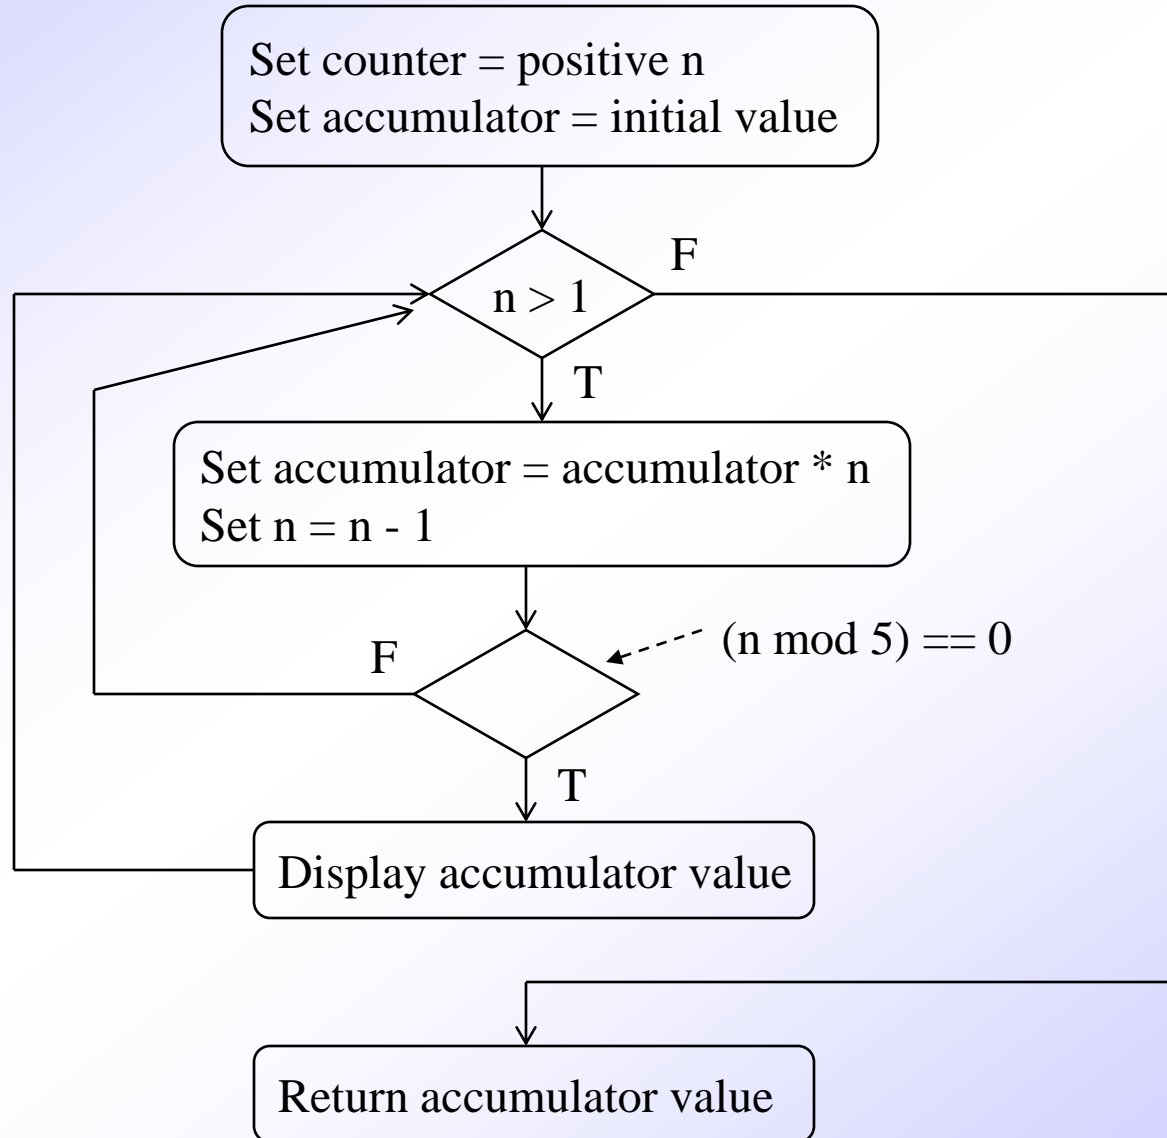 Set counter = positive n
Set accumulator = initial value
F
n > 1
T
Set accumulator = accumulator * n
Set n = n - 1
F
(n mod 5) == 0
T
Display accumulator value
Return accumulator value